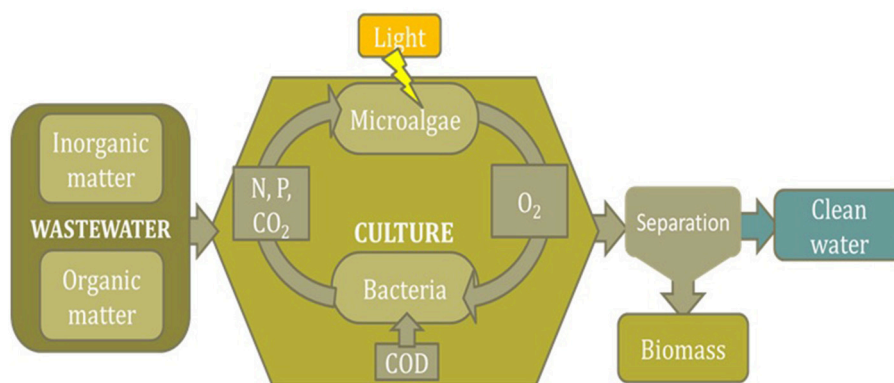 Light
Microalgae
Inorganic
matter
WASTEWATER
Organic
matter
N, P,
CO₂
O₂
CULTURE
Bacteria
COD
Separation
Clean
water
Biomass